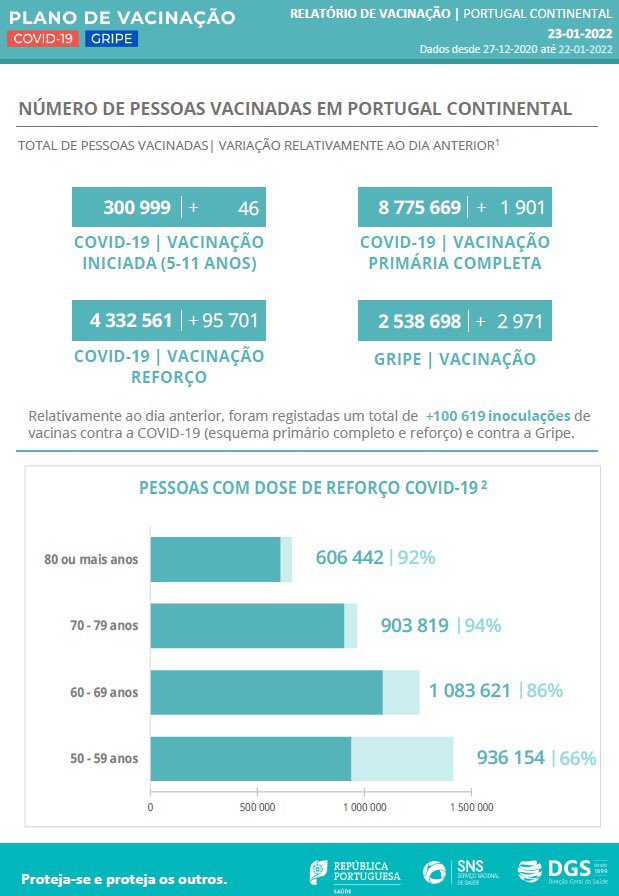 PLANO DE VACINAÇÃO
COVID-19 GRIPE
RELATÓRIO DE VACINAÇÃO | PORTUGAL CONTINENTAL
23-01-2022
Dados desde 27-12-2020 até 22-01-2022
NÚMERO DE PESSOAS VACINADAS EM PORTUGAL CONTINENTAL
TOTAL DE PESSOAS VACINADAS| VARIAÇÃO RELATIVAMENTE AO DIA ANTERIOR¹
300 999 | + 46
COVID-19 | VACINAÇÃO
INICIADA (5-11 ANOS)
8 775 669 | + 1 901
COVID-19 | VACINAÇÃO
PRIMÁRIA COMPLETA
4 332 561 | + 95 701
COVID-19 | VACINAÇÃO
REFORÇO
2 538 698 | + 2 971
GRIPE | VACINAÇÃO
Relativamente ao dia anterior, foram registadas um total de +100 619 inoculações de
vacinas contra a COVID-19 (esquema primário completo e reforço) e contra a Gripe.
PESSOAS COM DOSE DE REFORÇO COVID-19 ²
80 ou mais anos 606 442 | 92%
70 - 79 anos 903 819 | 94%
60 - 69 anos 1 083 621 | 86%
50 - 59 anos 936 154 | 66%
0 500 000 1 000 000 1 500 000
Proteja-se e proteja os outros.
REPÚBLICA
PORTUGUESA
SAÚDE
SNS
SERVIÇO NACIONAL
DE SAÚDE
DGS desde
1899
Direção-Geral da Saúde